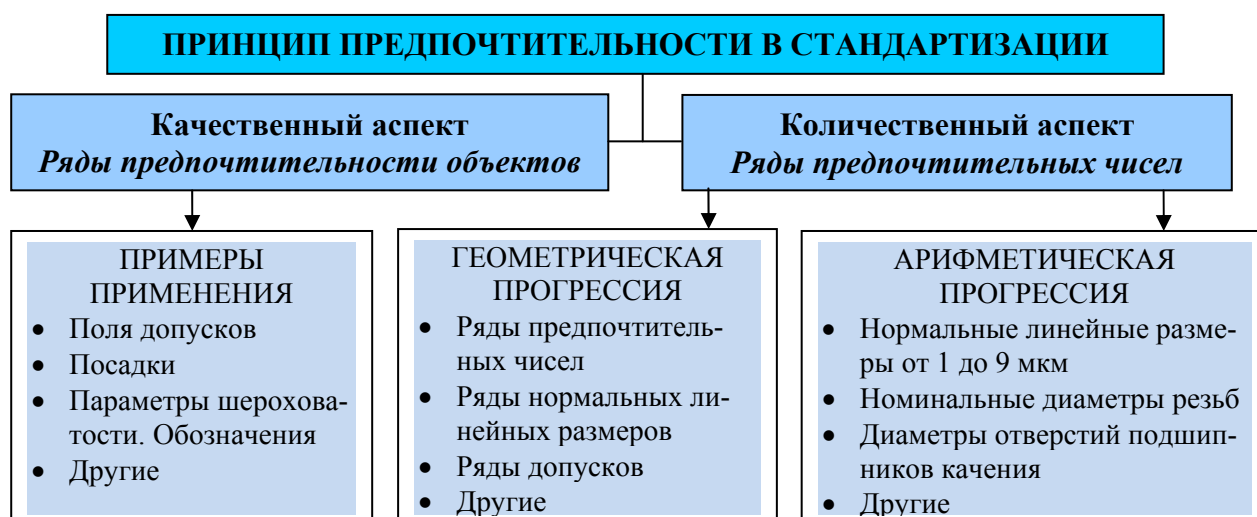 ПРИНЦИП ПРЕДПОЧТИТЕЛЬНОСТИ В СТАНДАРТИЗАЦИИ
Качественный аспект
Ряды предпочтительности объектов
Количественный аспект
Ряды предпочтительных чисел
ПРИМЕРЫ
ПРИМЕНЕНИЯ
• Поля допусков
• Посадки
• Параметры шерохова-
тости. Обозначения
• Другие
ГЕОМЕТРИЧЕСКАЯ
ПРОГРЕССИЯ
• Ряды предпочтитель-
ных чисел
• Ряды нормальных ли-
нейных размеров
• Ряды допусков
• Другие
АРИФМЕТИЧЕСКАЯ
ПРОГРЕССИЯ
• Нормальные линейные разме-
ры от 1 до 9 мкм
• Номинальные диаметры резьб
• Диаметры отверстий подшип-
ников качения
• Другие